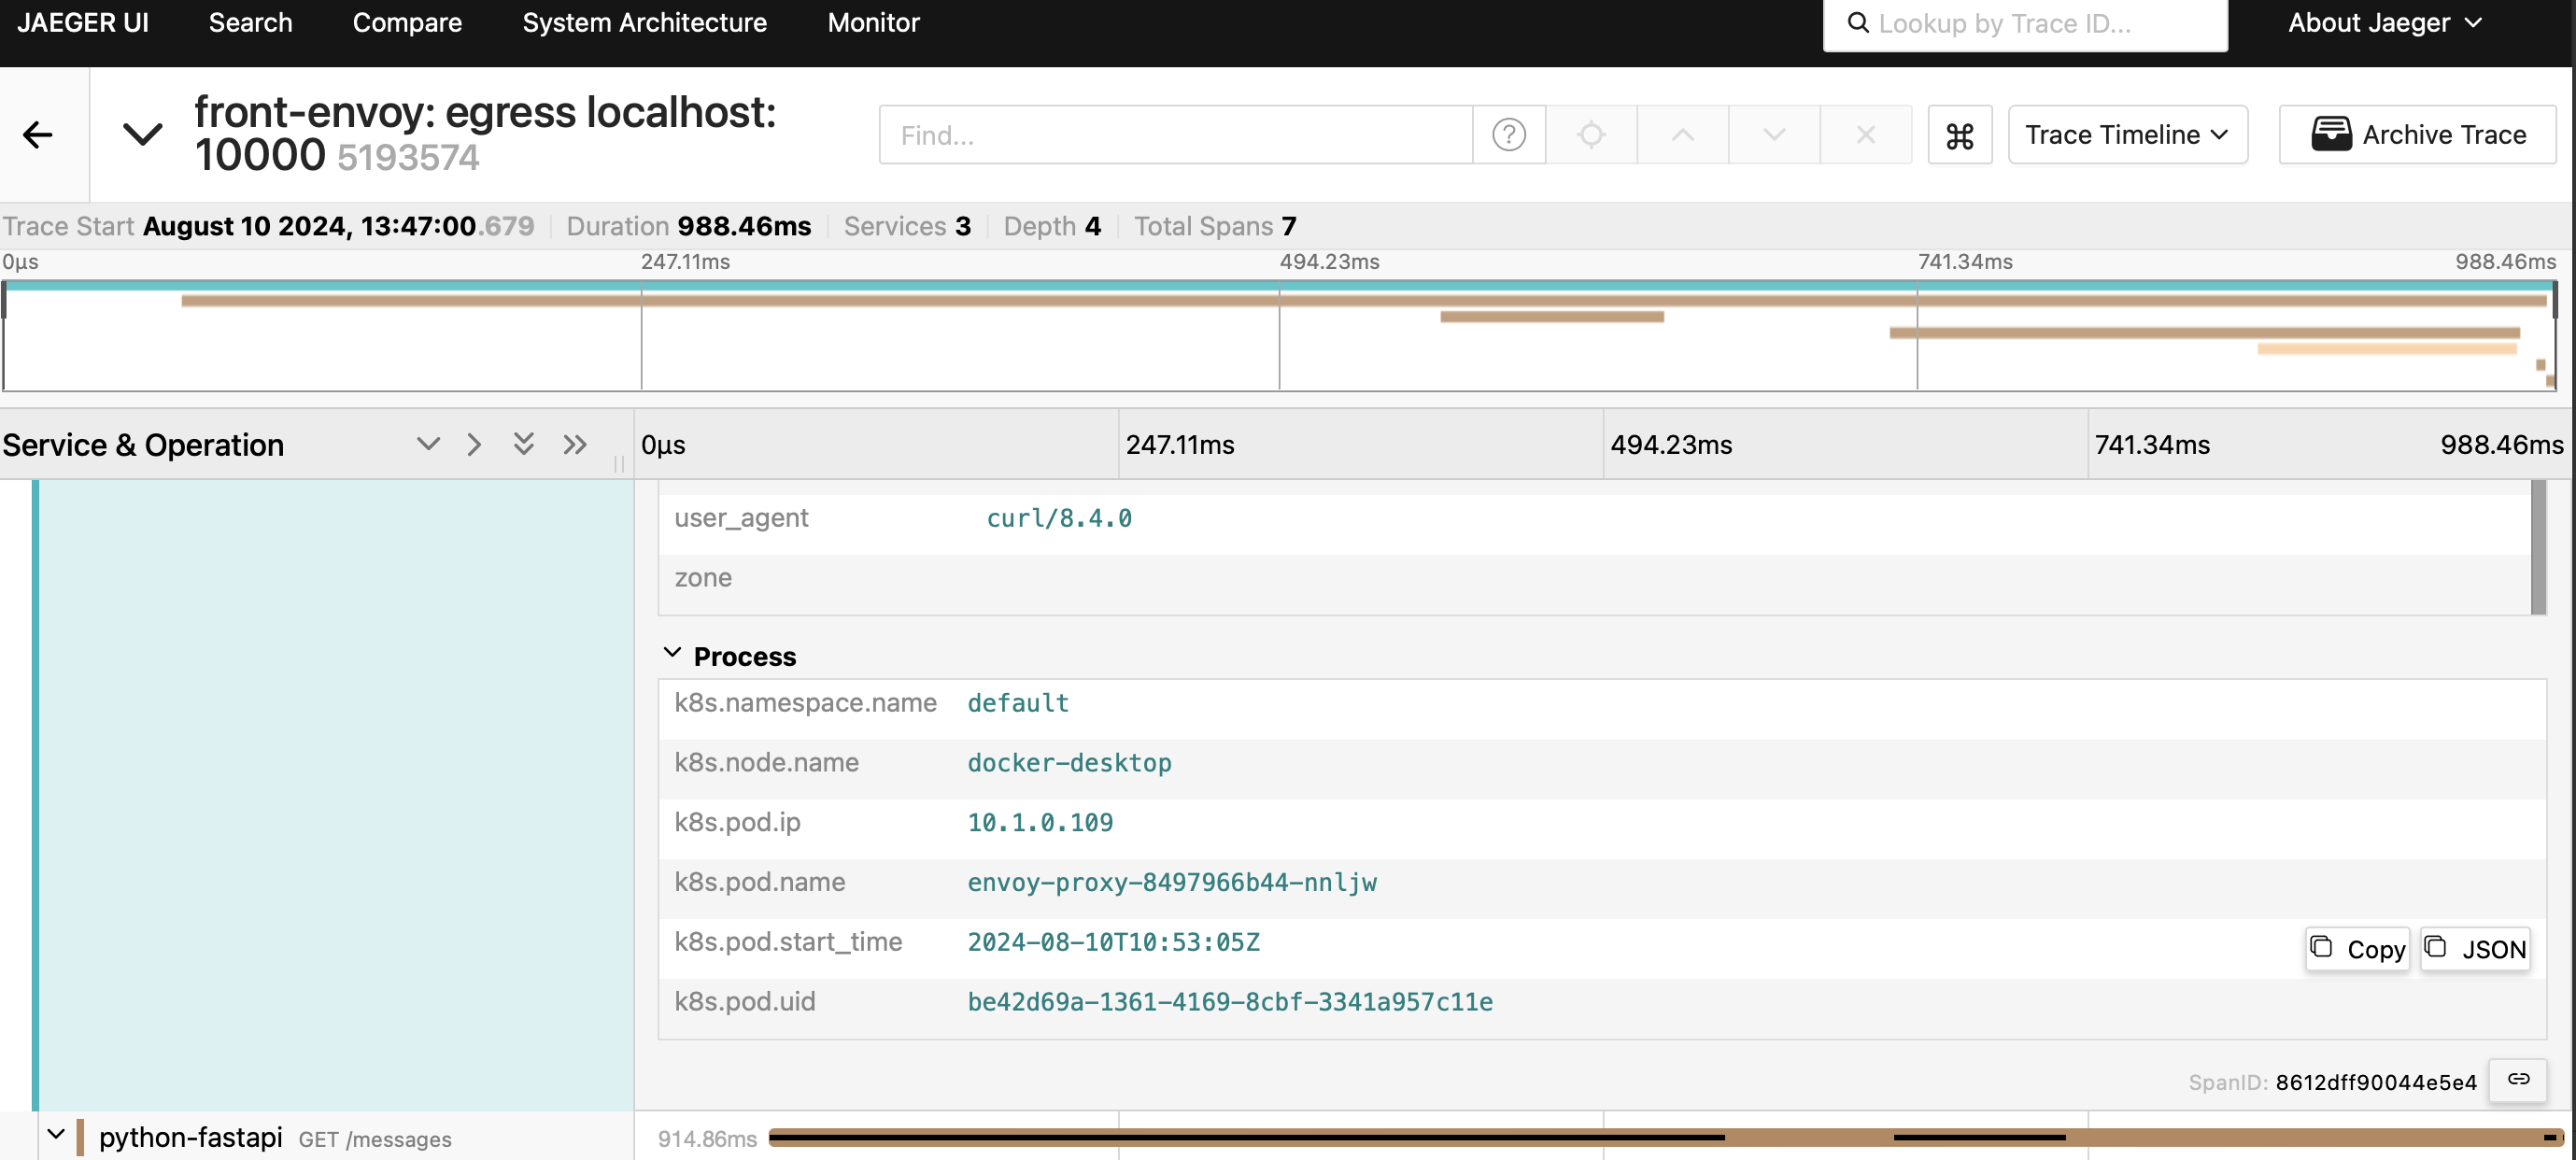 JAEGER UI Search Compare System Architecture Monitor Lookup by Trace ID... About Jaeger
front-envoy: egress localhost:
10000 5193574
Find... ? ⌘ Trace Timeline Archive Trace
Trace Start August 10 2024, 13:47:00.679 Duration 988.46ms Services 3 Depth 4 Total Spans 7
0μs 247.11ms 494.23ms 741.34ms 988.46ms
Service & Operation 0μs 247.11ms 494.23ms 741.34ms 988.46ms
user_agent curl/8.4.0
zone
Process
k8s.namespace.name default
k8s.node.name docker-desktop
k8s.pod.ip 10.1.0.109
k8s.pod.name envoy-proxy-8497966b44-nnljw
k8s.pod.start_time 2024-08-10T10:53:05Z Copy JSON
k8s.pod.uid be42d69a-1361-4169-8cbf-3341a957c11e
SpanID: 8612dff90044e5e4
python-fastapi GET /messages 914.86ms